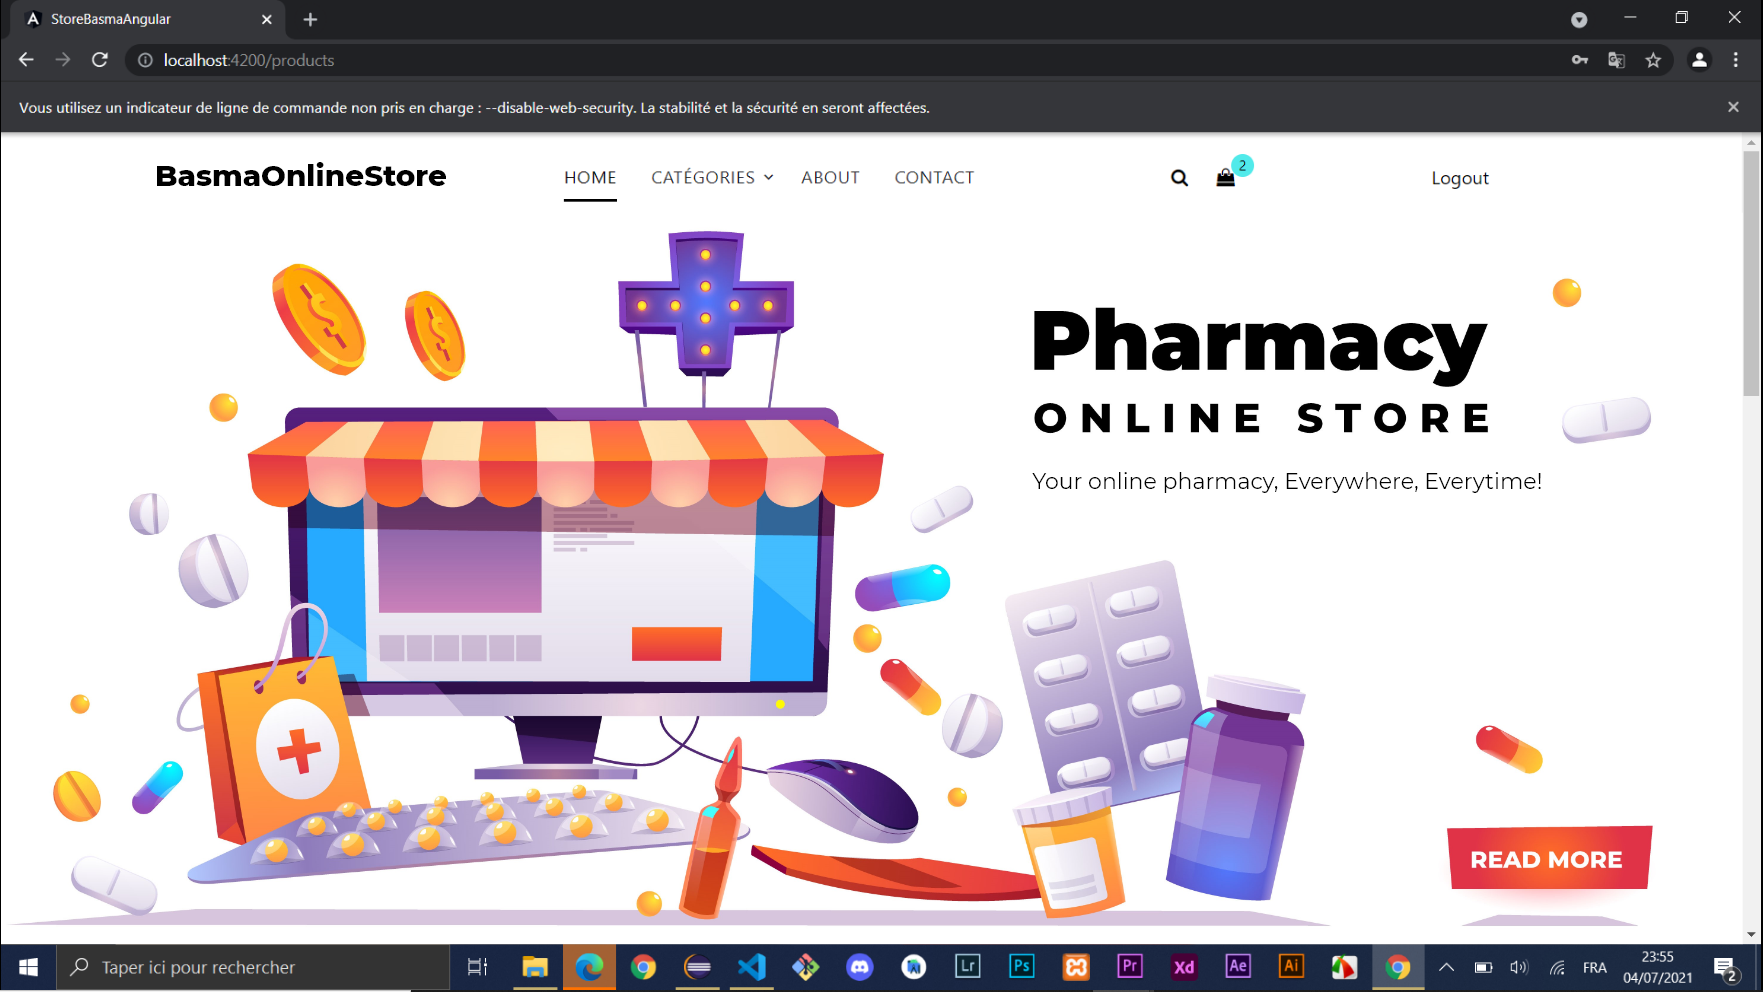 StoreBasmaAngular
localhost:4200/products
Vous utilisez un indicateur de ligne de commande non pris en charge : --disable-web-security. La stabilité et la sécurité en seront affectées.
BasmaOnlineStore
HOME
CATÉGORIES
ABOUT
CONTACT
2
Logout
Pharmacy
ONLINE STORE
Your online pharmacy, Everywhere, Everytime!
READ MORE
Taper ici pour rechercher
Lr
Ps
Pr
Xd
Ae
Ai
FRA
23:55
04/07/2021
2